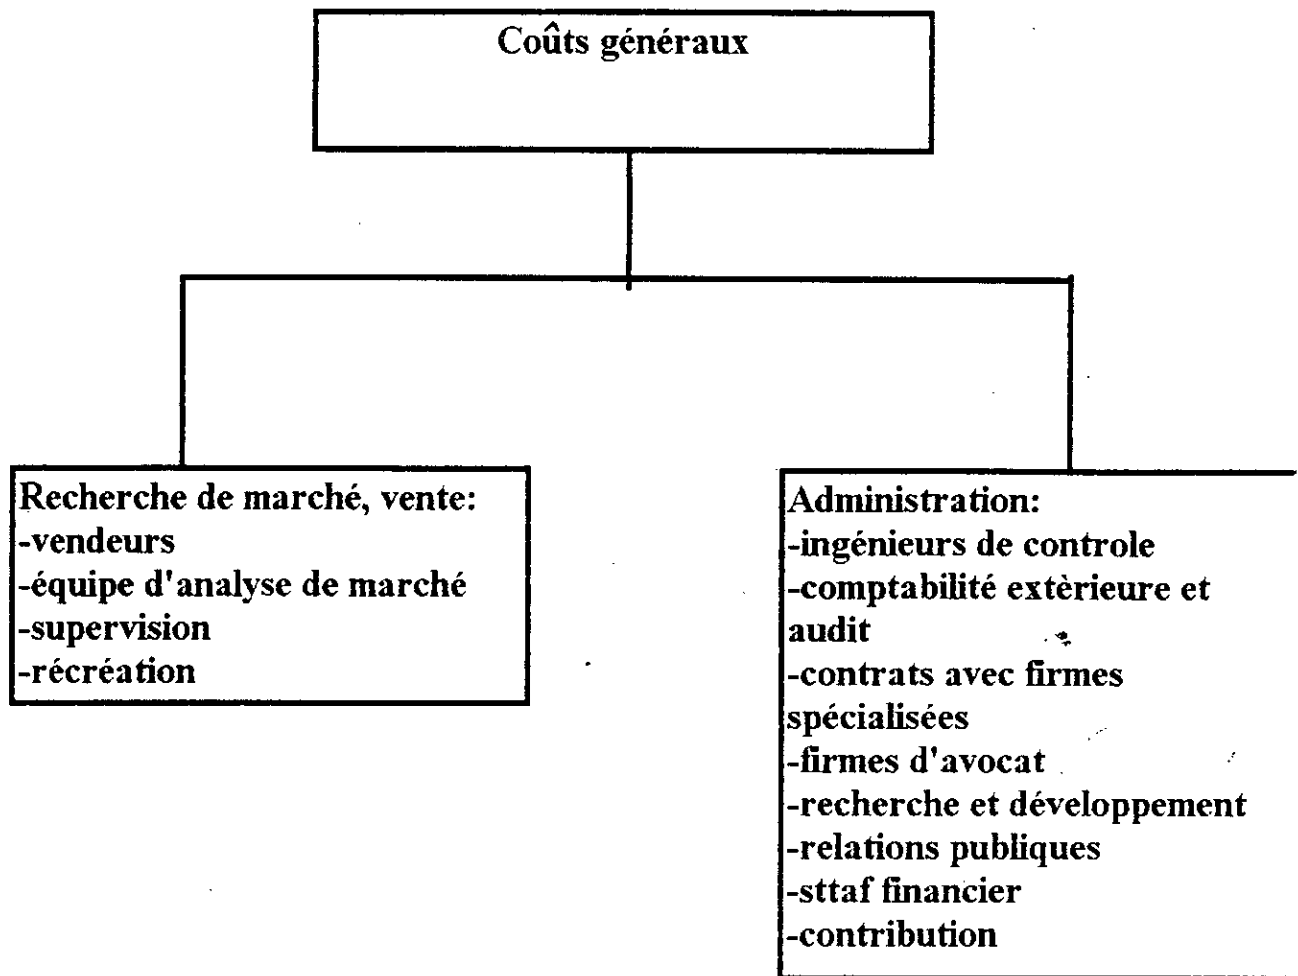 Coûts généraux
Recherche de marché, vente:
-vendeurs
-équipe d'analyse de marché
-supervision
-récréation
Administration:
-ingénieurs de controle
-comptabilité extèrieure et
audit
-contrats avec firmes
spécialisées
-firmes d'avocat
-recherche et développement
-relations publiques
-sttaf financier
-contribution